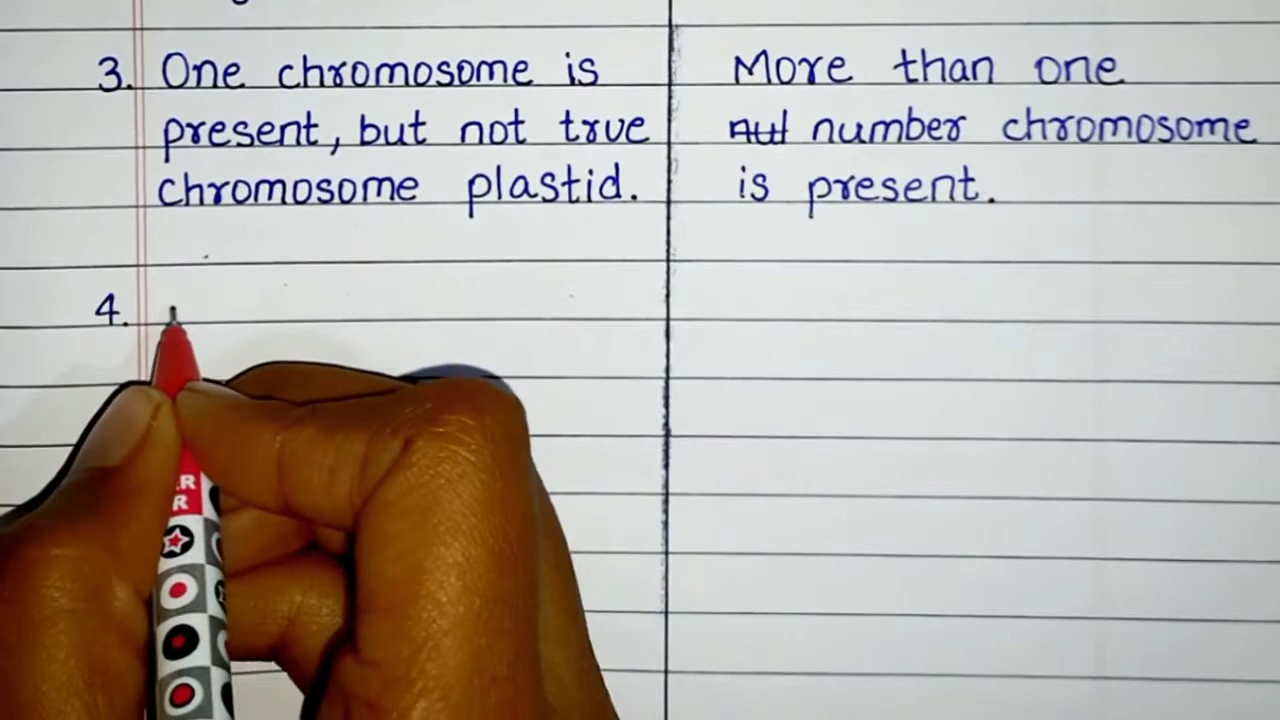 3. One chromosome is
present, but not true
chromosome plastid.
More than one
number chromosome
is present.
4.
R
R